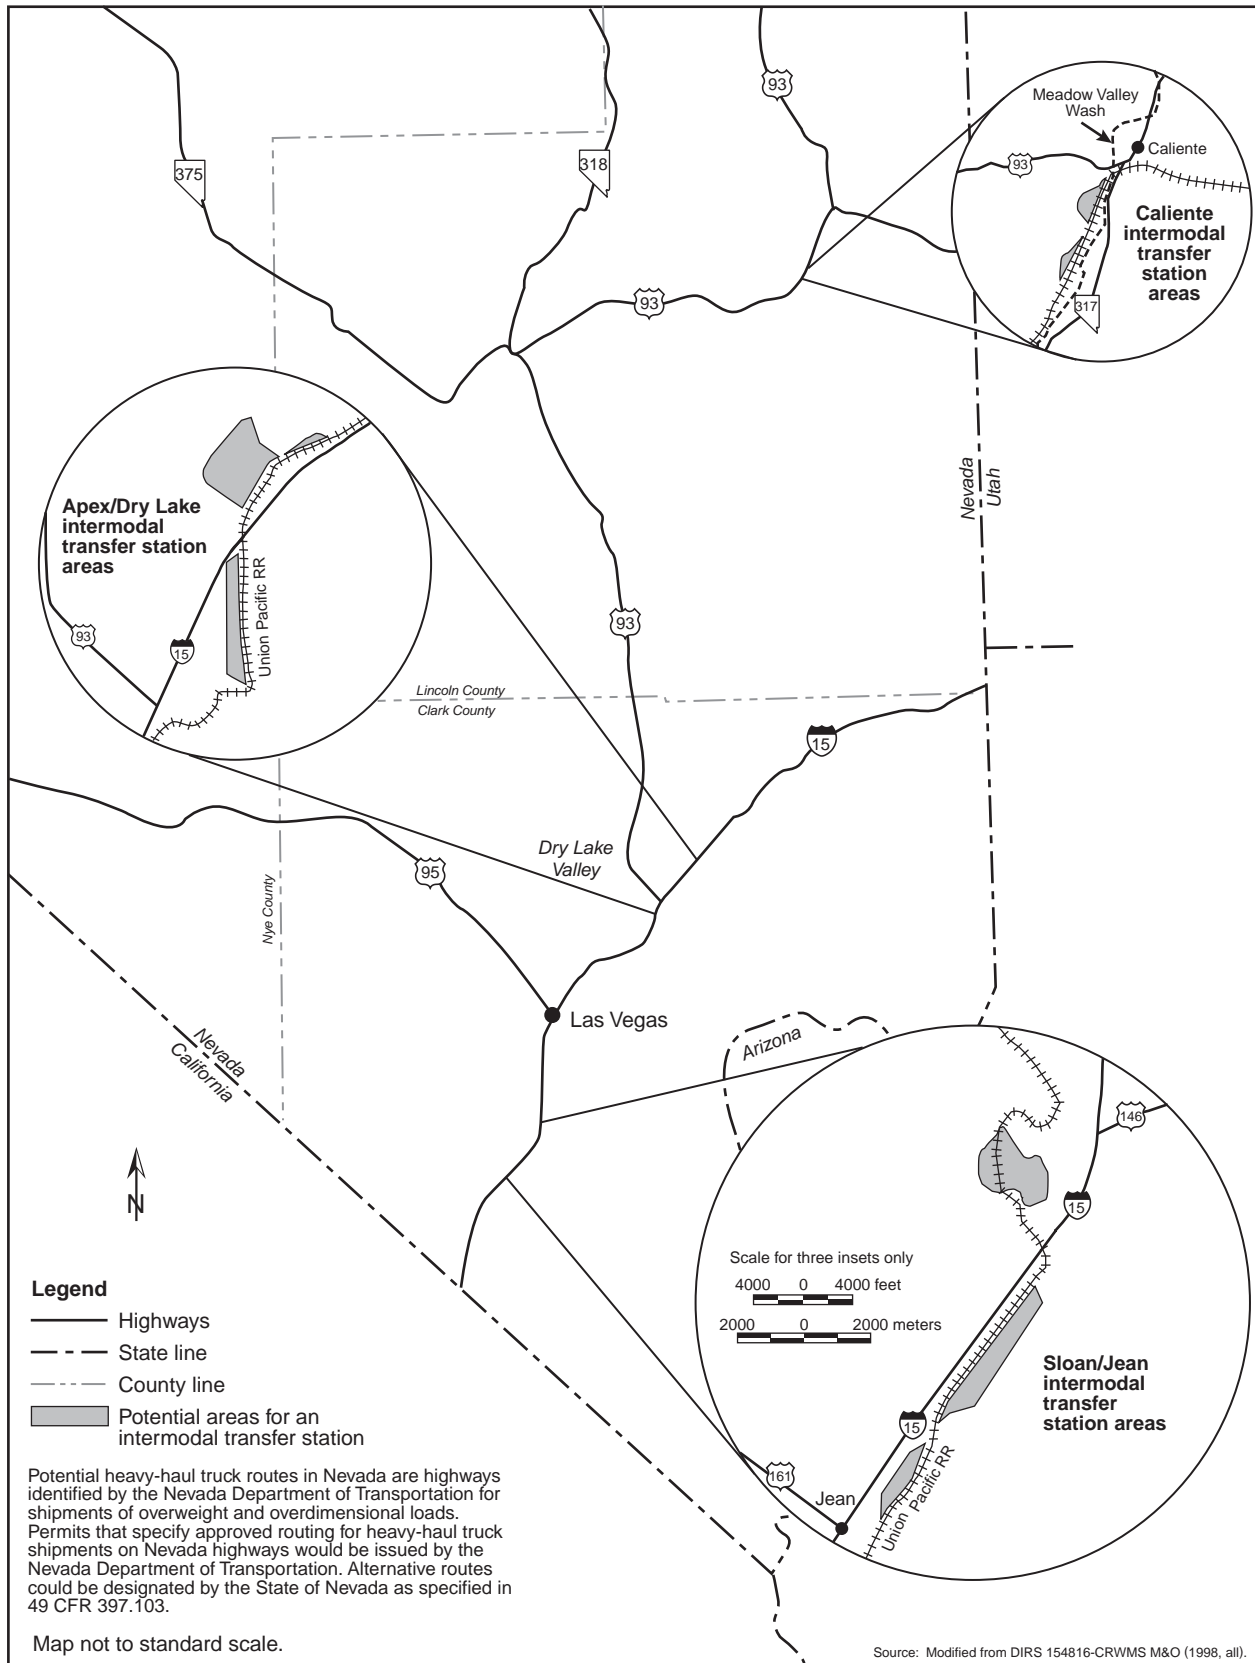 93
375
318
93
Meadow Valley
Wash
Caliente
93
Caliente
intermodal
transfer
station
areas
317
Apex/Dry Lake
intermodal
transfer station
areas
Union Pacific RR
93
15
Nevada
Utah
93
Lincoln County
Clark County
15
Dry Lake
Valley
95
Nye County
Las Vegas
Nevada
California
Arizona
N
146
15
Scale for three insets only
4000 0 4000 feet
2000 0 2000 meters
Sloan/Jean
intermodal
transfer
station areas
15
161
Jean
Union Pacific RR
Legend
Highways
State line
County line
Potential areas for an
intermodal transfer station
Potential heavy-haul truck routes in Nevada are highways
identified by the Nevada Department of Transportation for
shipments of overweight and overdimensional loads.
Permits that specify approved routing for heavy-haul truck
shipments on Nevada highways would be issued by the
Nevada Department of Transportation. Alternative routes
could be designated by the State of Nevada as specified in
49 CFR 397.103.
Map not to standard scale.
Source: Modified from DIRS 154816-CRWMS M&O (1998, all).